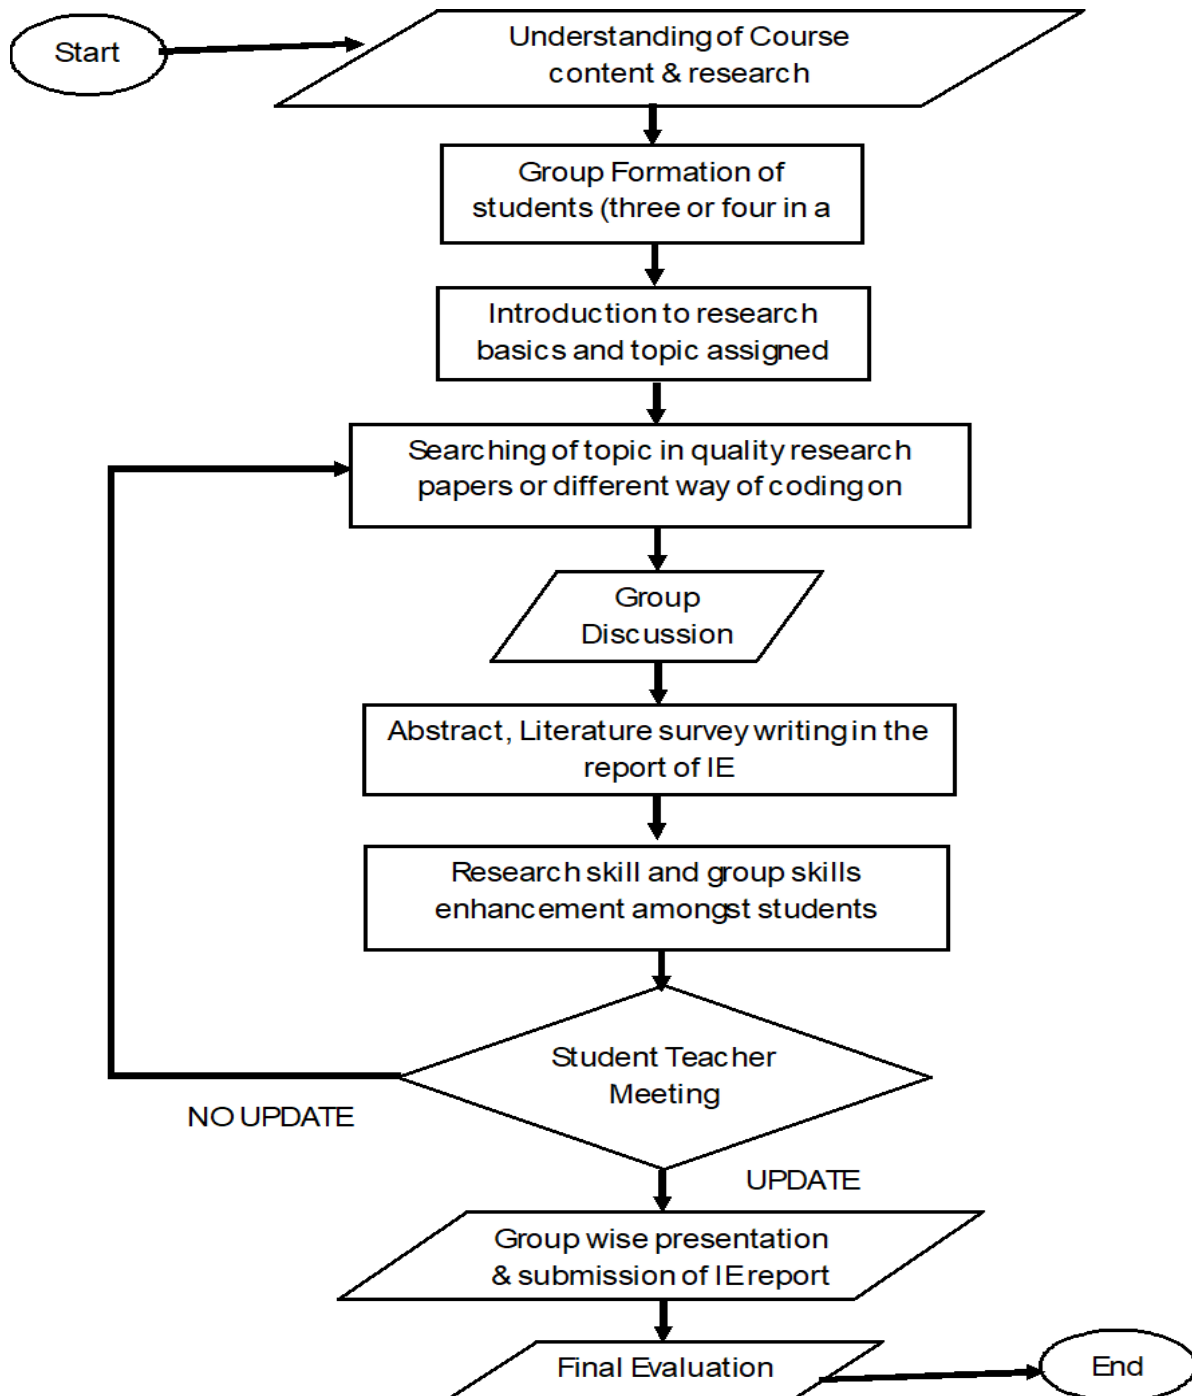 Start
Understanding of Course
content & research
Group Formation of
students (three or four in a
Introduction to research
basics and topic assigned
Searching of topic in quality research
papers or different way of coding on
Group
Discussion
Abstract, Literature survey writing in the
report of IE
Research skill and group skills
enhancement amongst students
Student Teacher
Meeting
NO UPDATE
UPDATE
Group wise presentation
& submission of IE report
Final Evaluation
End